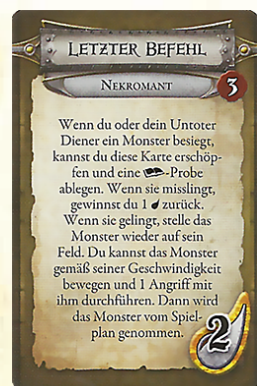 Letzter Befehl
Nekromant
3
Wenn du oder dein Untoter
Diener ein Monster besiegt,
kannst du diese Karte erschöp-
fen und eine -Probe
ablegen. Wenn sie misslingt,
gewinnst du 1 zurück.
Wenn sie gelingt, stelle das
Monster wieder auf sein
Feld. Du kannst das Monster
gemäß seiner Geschwindigkeit
bewegen und 1 Angriff mit
ihm durchführen. Dann wird
das Monster vom Spiel-
plan genommen.
2